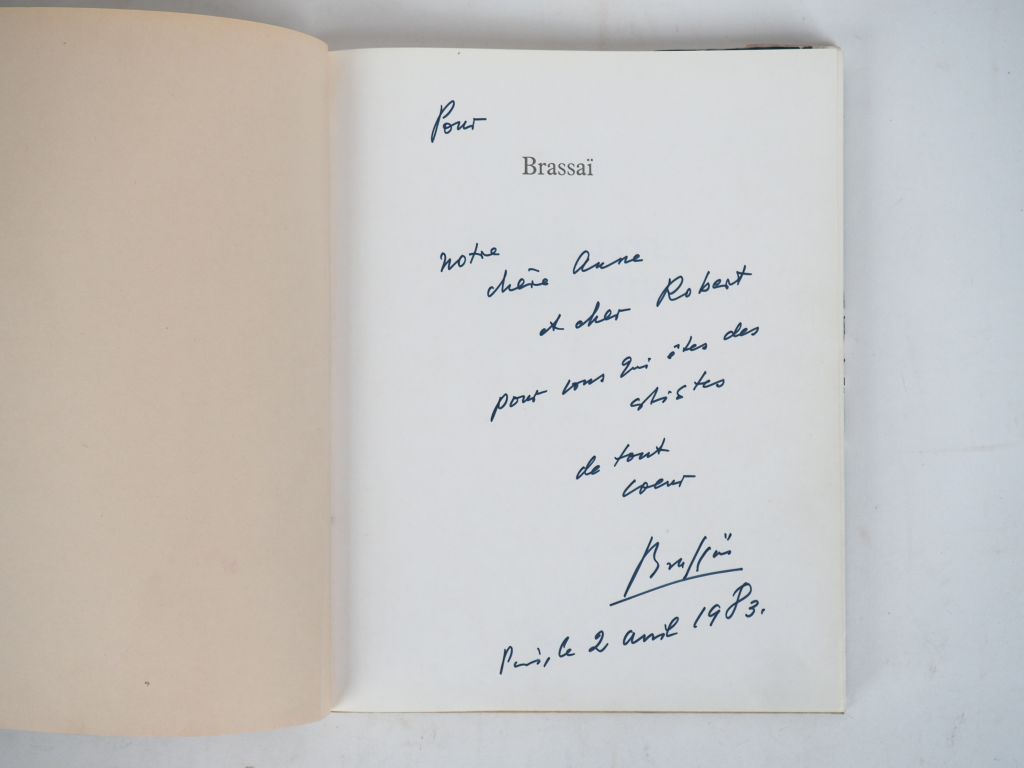 Pour
Brassaï
notre
chère Anne
et cher Robert
pour vous qui êtes des
artistes
de tout
coeur
Brassaï
Paris, le 2 avril 1983.